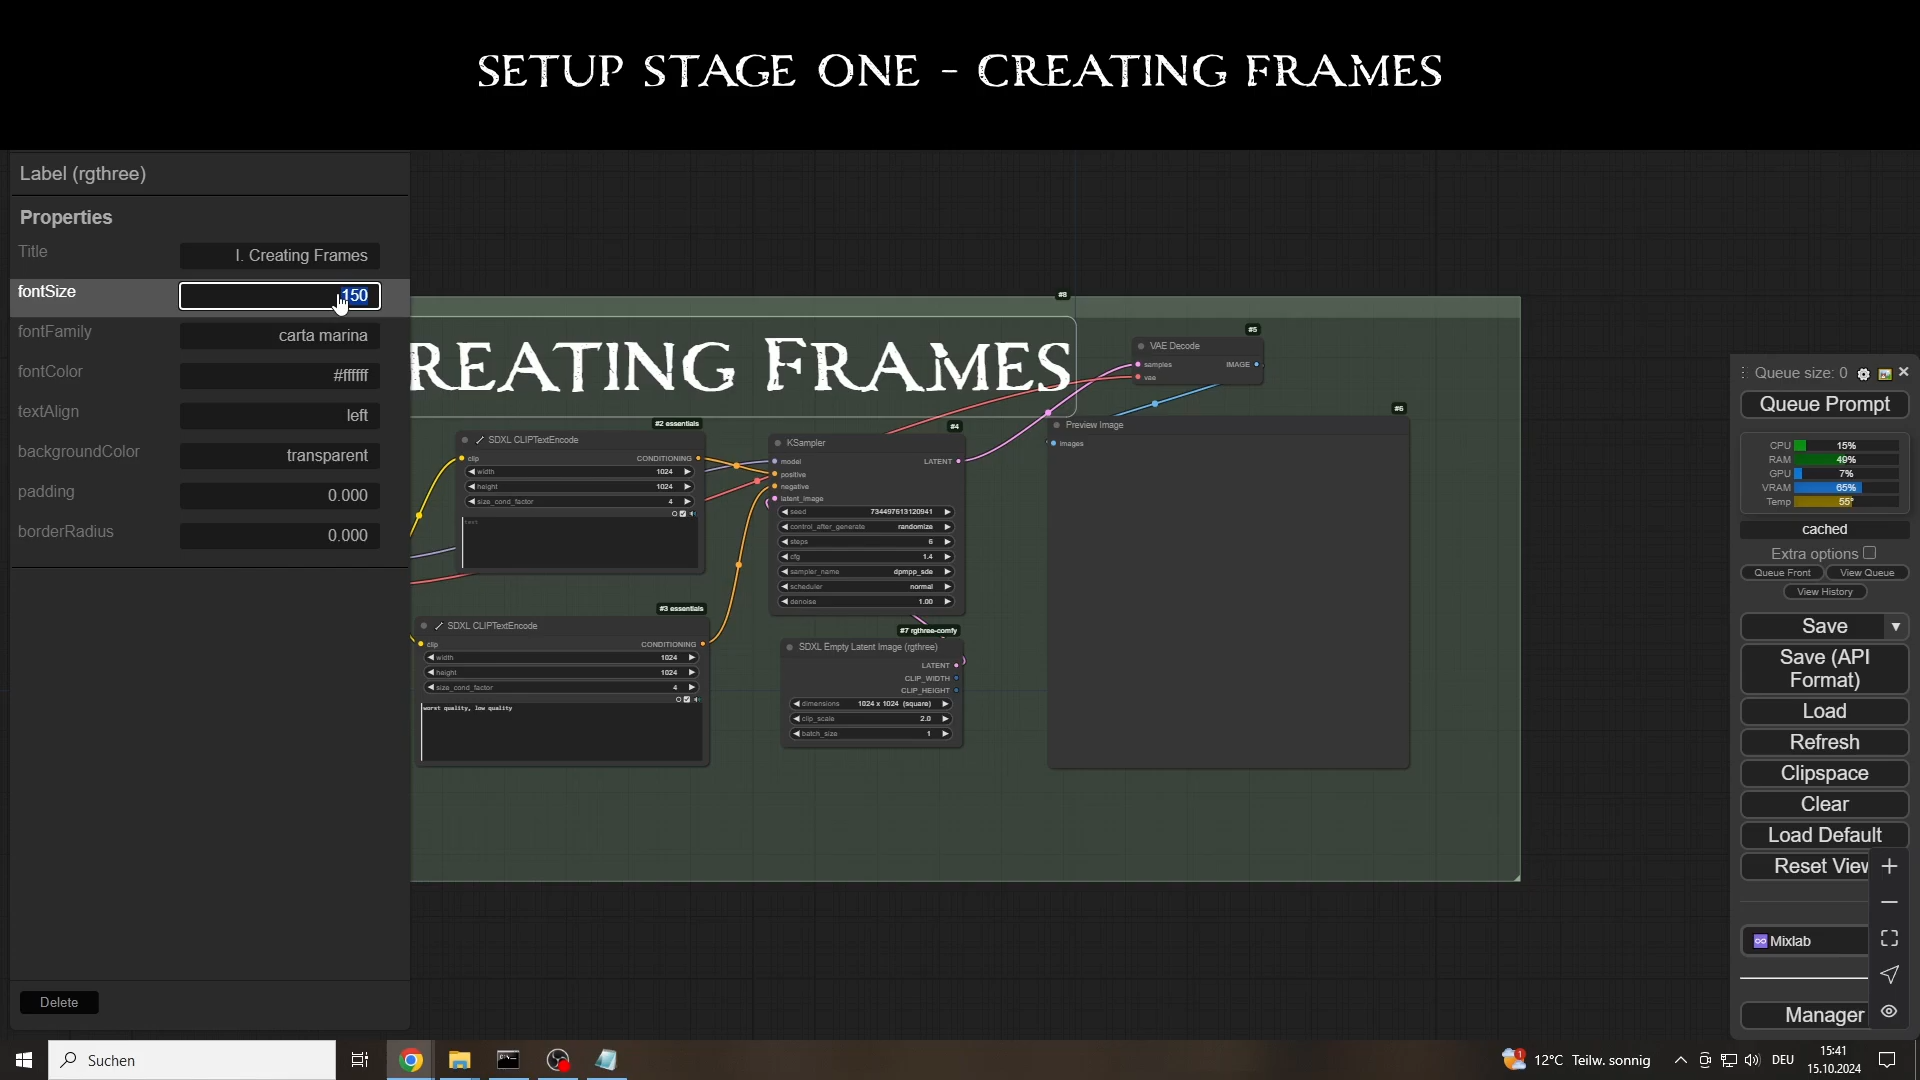 SETUP STAGE ONE - CREATING FRAMES
Label (rgthree)
Properties
Title
I. Creating Frames
fontSize
150
fontFamily
carta marina
fontColor
#ffffff
textAlign
left
backgroundColor
transparent
padding
0.000
borderRadius
0.000
Delete
#8
REATING FRAMES
#5
VAE Decode
samples
IMAGE
vae
#2 essentials
SDXL CLIPTextEncode
clip
CONDITIONING
width
1024
height
1024
size_cond_factor
4
text
#3 essentials
SDXL CLIPTextEncode
clip
CONDITIONING
width
1024
height
1024
size_cond_factor
4
worst quality, low quality
#4
KSampler
model
LATENT
positive
negative
latent_image
seed
734497613120941
control_after_generate
randomize
steps
6
cfg
1.4
sampler_name
dpmpp_sde
scheduler
normal
denoise
1.00
#7 rgthree-comfy
SDXL Empty Latent Image (rgthree)
LATENT
CLIP_WIDTH
CLIP_HEIGHT
dimensions
1024 x 1024 (square)
clip_scale
2.0
batch_size
1
#6
Preview Image
images
Queue size: 0
Queue Prompt
CPU 15%
RAM 49%
GPU 7%
VRAM 65%
Temp 55°
cached
Extra options
Queue Front
View Queue
View History
Save
Save (API
Format)
Load
Refresh
Clipspace
Clear
Load Default
Reset View
Mixlab
Manager
Suchen
1
12°C Teilw. sonnig
DEU
15:41
15.10.2024